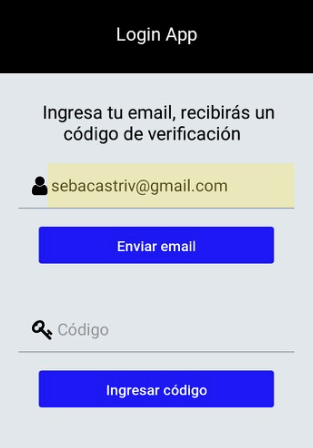 Login App
Ingresa tu email, recibirás un
código de verificación
sebacastriv@gmail.com
Enviar email
Código
Ingresar código